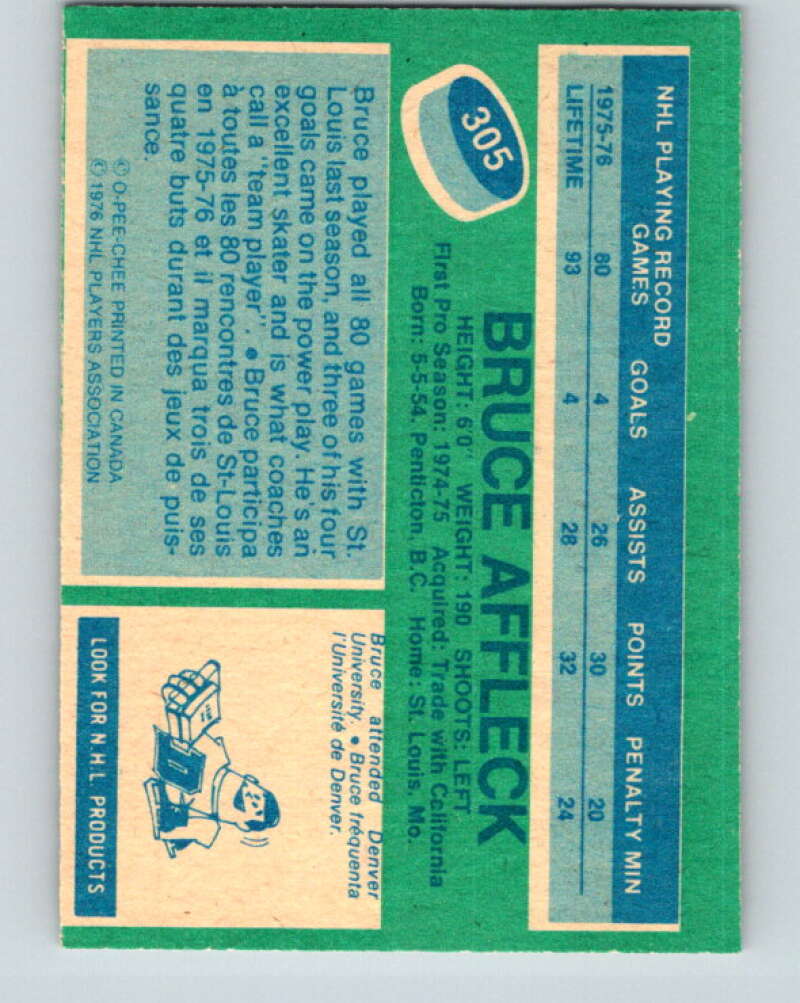 NHL PLAYING RECORD
GAMES GOALS ASSISTS POINTS PENALTY MIN
1975-76 80 4 26 30 20
LIFETIME 93 4 28 32 24
305
BRUCE AFFLECK
HEIGHT: 6'0" WEIGHT: 190 SHOOTS: LEFT
First Pro Season: 1974-75 Acquired: Trade with California
Born: 5-5-54. Penticton, B.C. Home: St. Louis, Mo.
Bruce played all 80 games with St.
Louis last season, and three of his four
goals came on the power play. He's an
excellent skater and is what coaches
call a "team player". • Bruce participa
à toutes les 80 rencontres de St-Louis
en 1975-76 et il marqua trois de ses
quatre buts durant des jeux de puis-
sance.
© O-PEE-CHEE PRINTED IN CANADA
© 1976 NHL PLAYERS ASSOCIATION
Bruce attended Denver
University. • Bruce fréquenta
l'Université de Denver.
LOOK FOR N.H.L. PRODUCTS